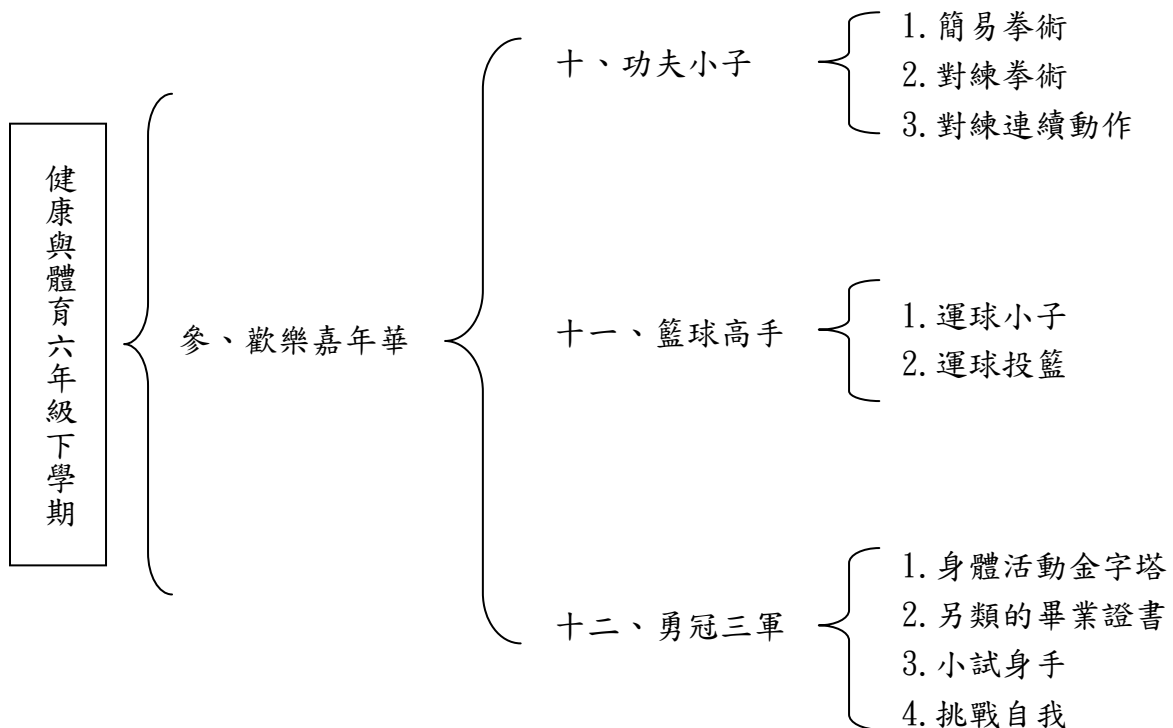 健康與體育六年級下學期
參、歡樂嘉年華
十、功夫小子
1.簡易拳術
2.對練拳術
3.對練連續動作
十一、籃球高手
1.運球小子
2.運球投籃
十二、勇冠三軍
1.身體活動金字塔
2.另類的畢業證書
3.小試身手
4.挑戰自我